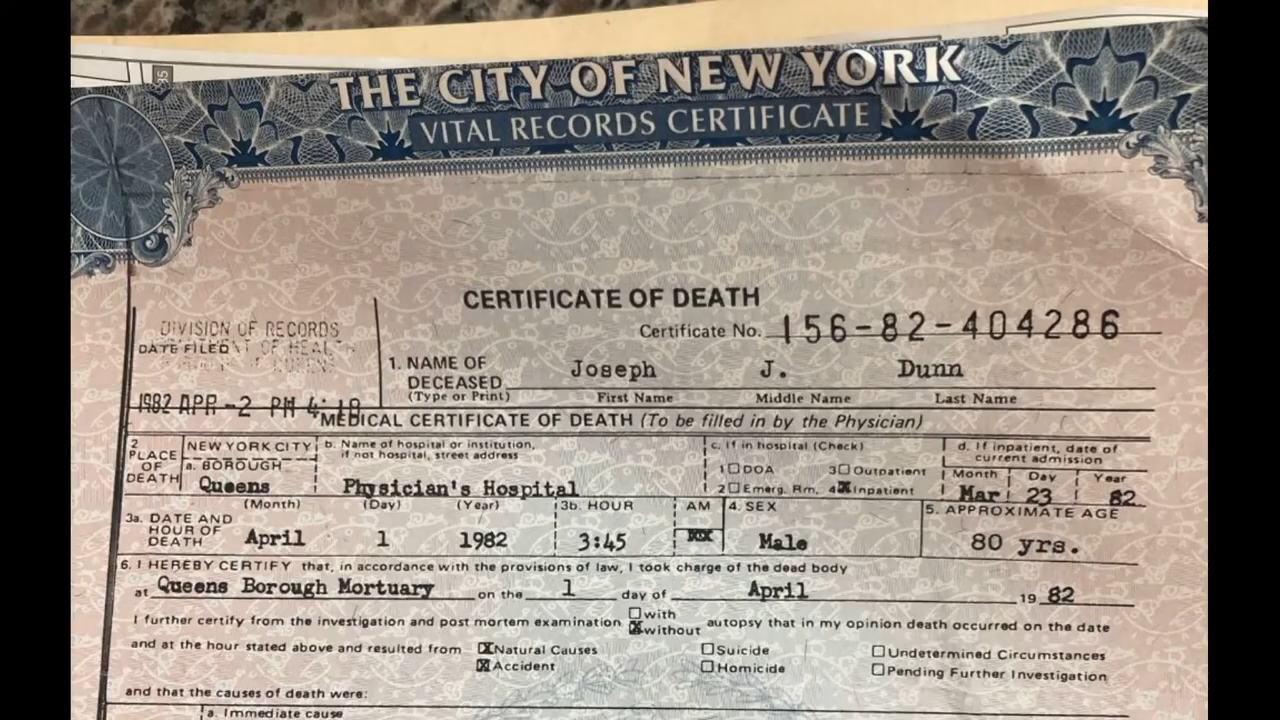 THE CITY OF NEW YORK
VITAL RECORDS CERTIFICATE
CERTIFICATE OF DEATH
Certificate No. 156-82-404286
DIVISION OF RECORDS
DATE FILED OF HEALTH
1982 APR -2 PM 4:18
1. NAME OF DECEASED (Type or Print)
Joseph J. Dunn
First Name Middle Name Last Name
MEDICAL CERTIFICATE OF DEATH (To be filled in by the Physician)
2 PLACE OF DEATH
NEW YORK CITY
a. BOROUGH
Queens
b. Name of hospital or institution,
if not hospital, street address
Physician's Hospital
c. If in hospital (Check)
1☐DOA 3☐Outpatient
2☐Emerg. Rm. 4☒Inpatient
d. If inpatient, date of
current admission
Month Day Year
Mar 23 82
3a. DATE AND
HOUR OF
DEATH
(Month) (Day) (Year)
April 1 1982
3b. HOUR
3:45
AM
4. SEX
Male
5. APPROXIMATE AGE
80 yrs.
6. I HEREBY CERTIFY that, in accordance with the provisions of law, I took charge of the dead body
at Queens Borough Mortuary on the 1 day of April 19 82
I further certify from the investigation and post mortem examination ☐with ☒without autopsy that in my opinion death occurred on the date
and at the hour stated above and resulted from ☒Natural Causes ☐Suicide ☐Undetermined Circumstances
☒Accident ☐Homicide ☐Pending Further Investigation
and that the causes of death were:
a. Immediate cause